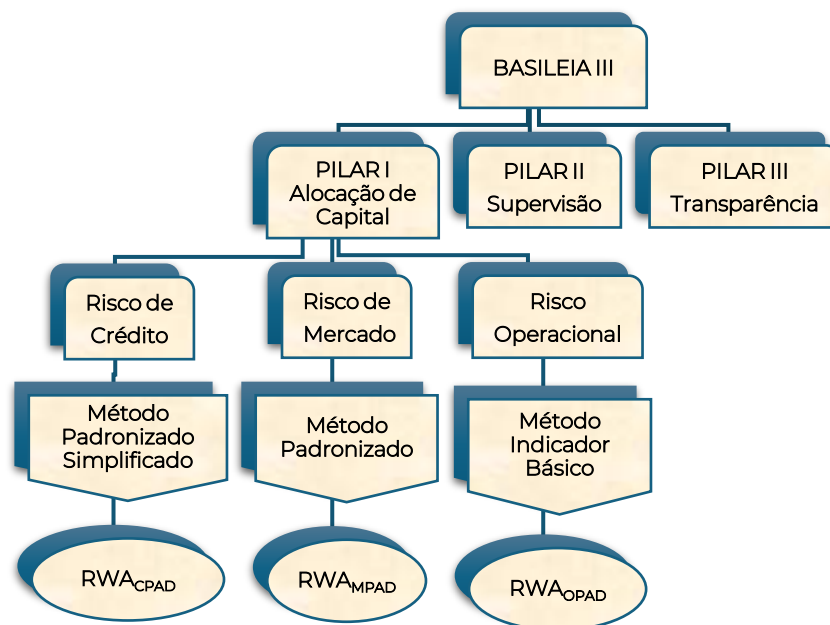 BASILEIA III
PILAR I
Alocação de
Capital
PILAR II
Supervisão
PILAR III
Transparência
Risco de
Crédito
Risco de
Mercado
Risco
Operacional
Método
Padronizado
Simplificado
Método
Padronizado
Método
Indicador
Básico
RWACPAD
RWAMPAD
RWAOPAD